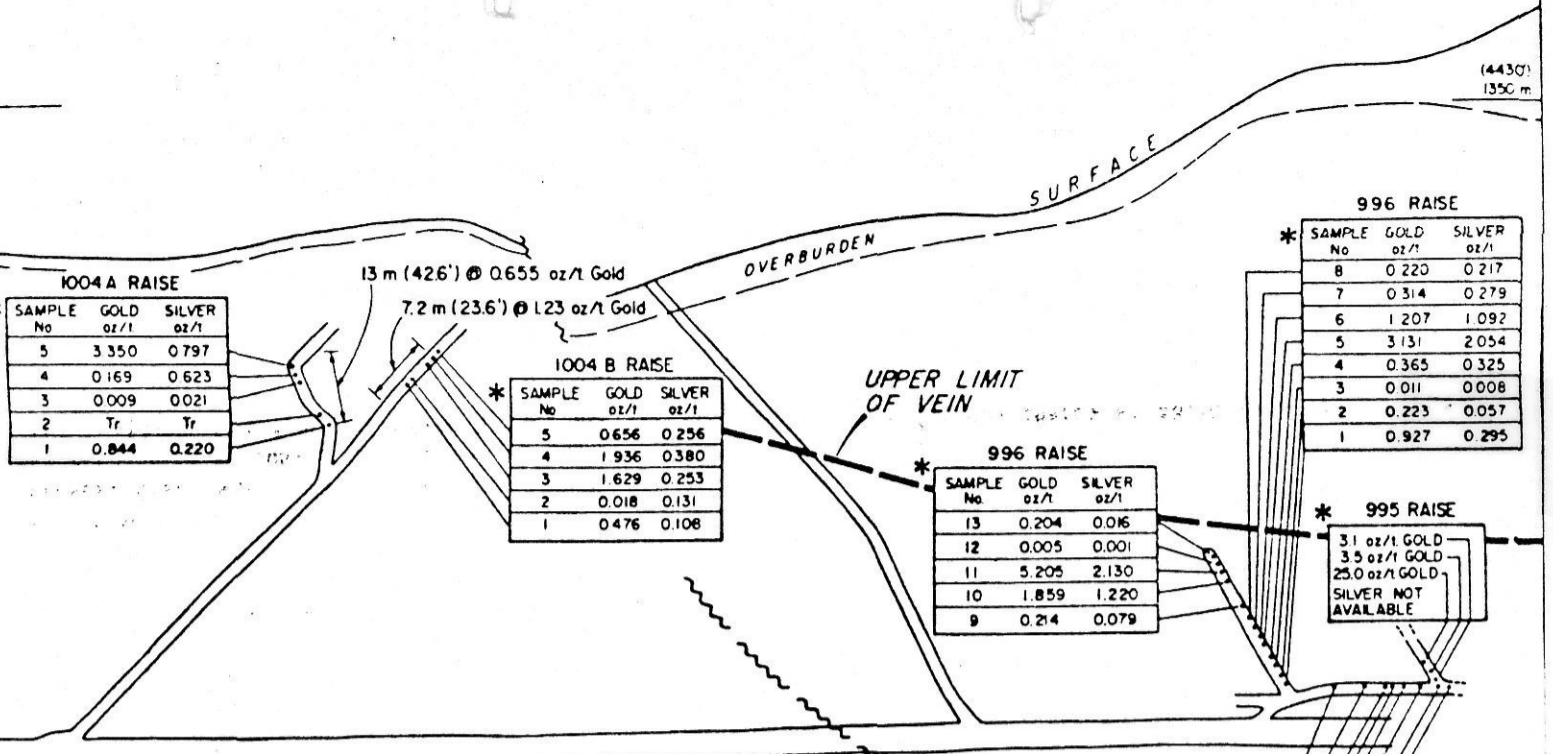 (4430')
1350 m
SURFACE
OVERBURDEN
1004 A RAISE
SAMPLE No GOLD oz/t SILVER oz/t
5 3.350 0.797
4 0.169 0.623
3 0.009 0.021
2 Tr Tr
1 0.844 0.220
13 m (42.6') @ 0.655 oz/t Gold
7.2 m (23.6') @ 1.23 oz/t Gold
* 1004 B RAISE
SAMPLE No GOLD oz/t SILVER oz/t
5 0.656 0.256
4 1.936 0.380
3 1.629 0.253
2 0.018 0.131
1 0.476 0.108
UPPER LIMIT
OF VEIN
* 996 RAISE
SAMPLE No. GOLD oz/t SILVER oz/t
13 0.204 0.016
12 0.005 0.001
11 5.205 2.130
10 1.859 1.220
9 0.214 0.079
* 996 RAISE
SAMPLE No GOLD oz/t SILVER oz/t
8 0.220 0.217
7 0.314 0.279
6 1.207 1.092
5 3.131 2.054
4 0.365 0.325
3 0.011 0.008
2 0.223 0.057
1 0.927 0.295
* 995 RAISE
3.1 oz/t GOLD
3.5 oz/t GOLD
25.0 oz/t GOLD
SILVER NOT
AVAILABLE